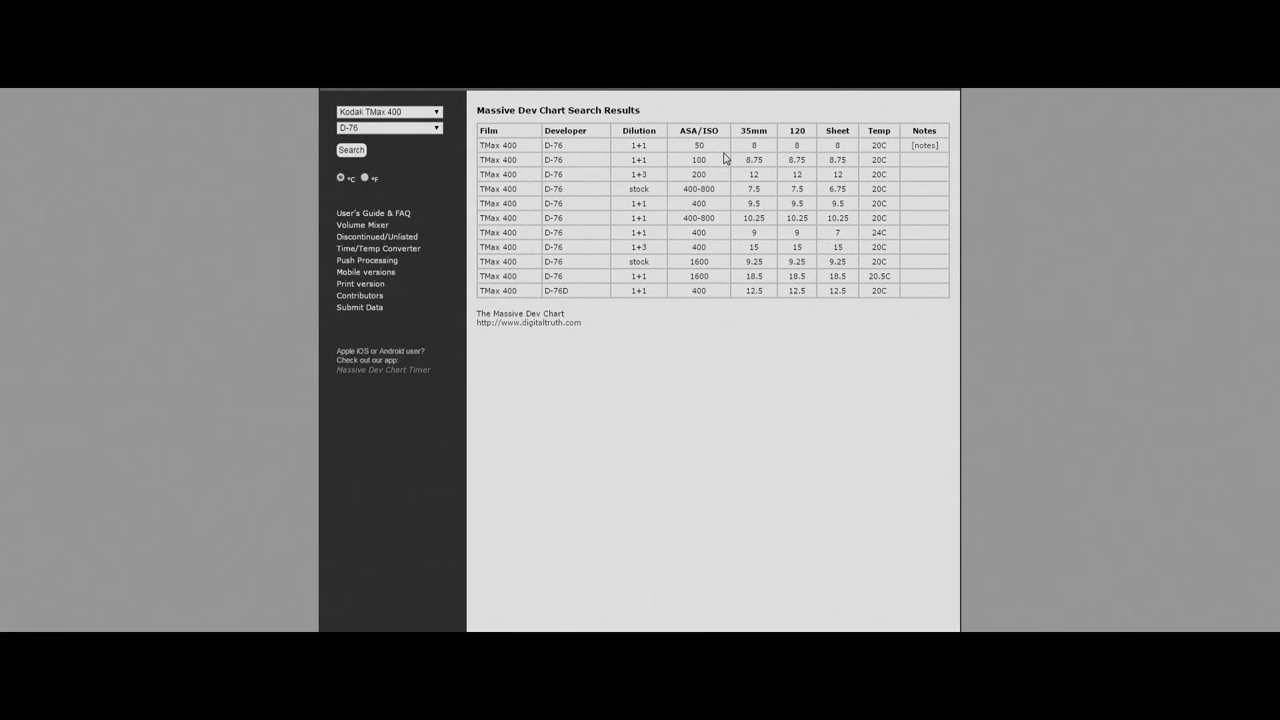 Kodak TMax 400
D-76
Search
°C °F
User's Guide & FAQ
Volume Mixer
Discontinued/Unlisted
Time/Temp Converter
Push Processing
Mobile versions
Print version
Contributors
Submit Data
Apple iOS or Android user?
Check out our app:
Massive Dev Chart Timer
Massive Dev Chart Search Results
Film Developer Dilution ASA/ISO 35mm 120 Sheet Temp Notes
TMax 400 D-76 1+1 50 8 8 8 20C [notes]
TMax 400 D-76 1+1 100 8.75 8.75 8.75 20C
TMax 400 D-76 1+3 200 12 12 12 20C
TMax 400 D-76 stock 400-800 7.5 7.5 6.75 20C
TMax 400 D-76 1+1 400 9.5 9.5 9.5 20C
TMax 400 D-76 1+1 400-800 10.25 10.25 10.25 20C
TMax 400 D-76 1+1 400 9 9 7 24C
TMax 400 D-76 1+3 400 15 15 15 20C
TMax 400 D-76 stock 1600 9.25 9.25 9.25 20C
TMax 400 D-76 1+1 1600 18.5 18.5 18.5 20.5C
TMax 400 D-76D 1+1 400 12.5 12.5 12.5 20C
The Massive Dev Chart
http://www.digitaltruth.com